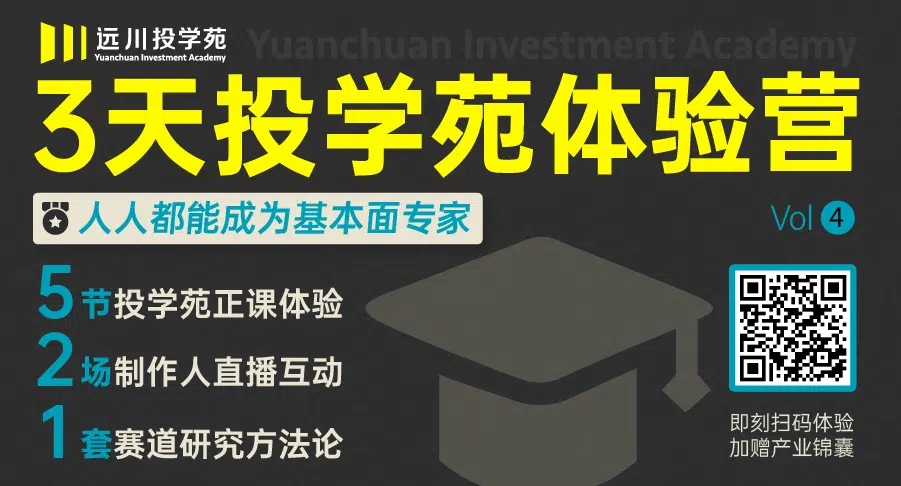 远川投学苑
Yuanchuan Investment Academy
Yuanchuan Investment Academy
3天投学苑体验营
人人都能成为基本面专家
Vol 4
5节投学苑正课体验
2场制作人直播互动
1套赛道研究方法论
即刻扫码体验
加赠产业锦囊